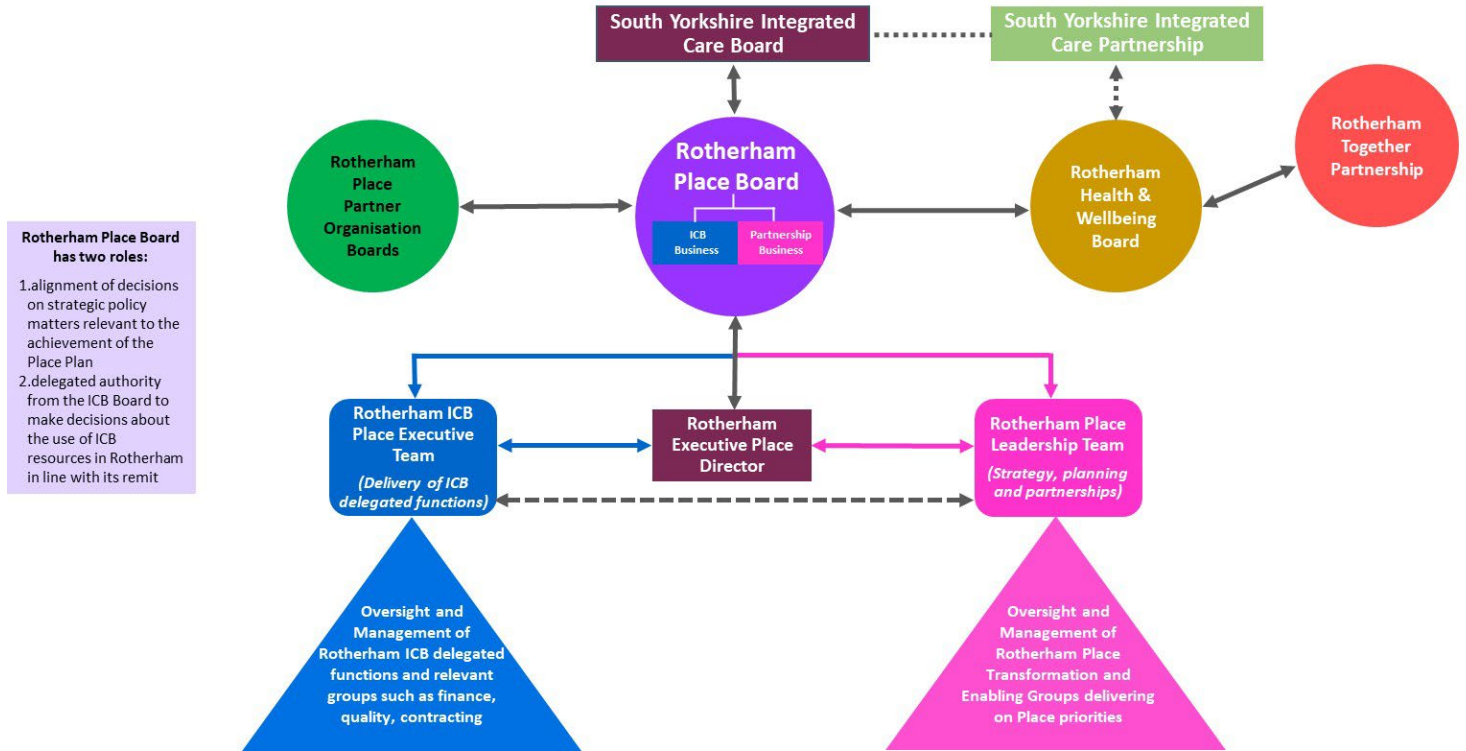 South Yorkshire Integrated
Care Board
South Yorkshire Integrated
Care Partnership
Rotherham
Together
Partnership
Rotherham
Place
Partner
Organisation
Boards
Rotherham
Place Board
ICB
Business
Partnership
Business
Rotherham
Health &
Wellbeing
Board
Rotherham Place Board
has two roles:
1.alignment of decisions
on strategic policy
matters relevant to the
achievement of the
Place Plan
2.delegated authority
from the ICB Board to
make decisions about
the use of ICB
resources in Rotherham
in line with its remit
Rotherham ICB
Place Executive
Team
(Delivery of ICB
delegated functions)
Rotherham
Executive Place
Director
Rotherham Place
Leadership Team
(Strategy, planning
and partnerships)
Oversight and
Management of
Rotherham ICB delegated
functions and relevant
groups such as finance,
quality, contracting
Oversight and
Management of
Rotherham Place
Transformation and
Enabling Groups delivering
on Place priorities